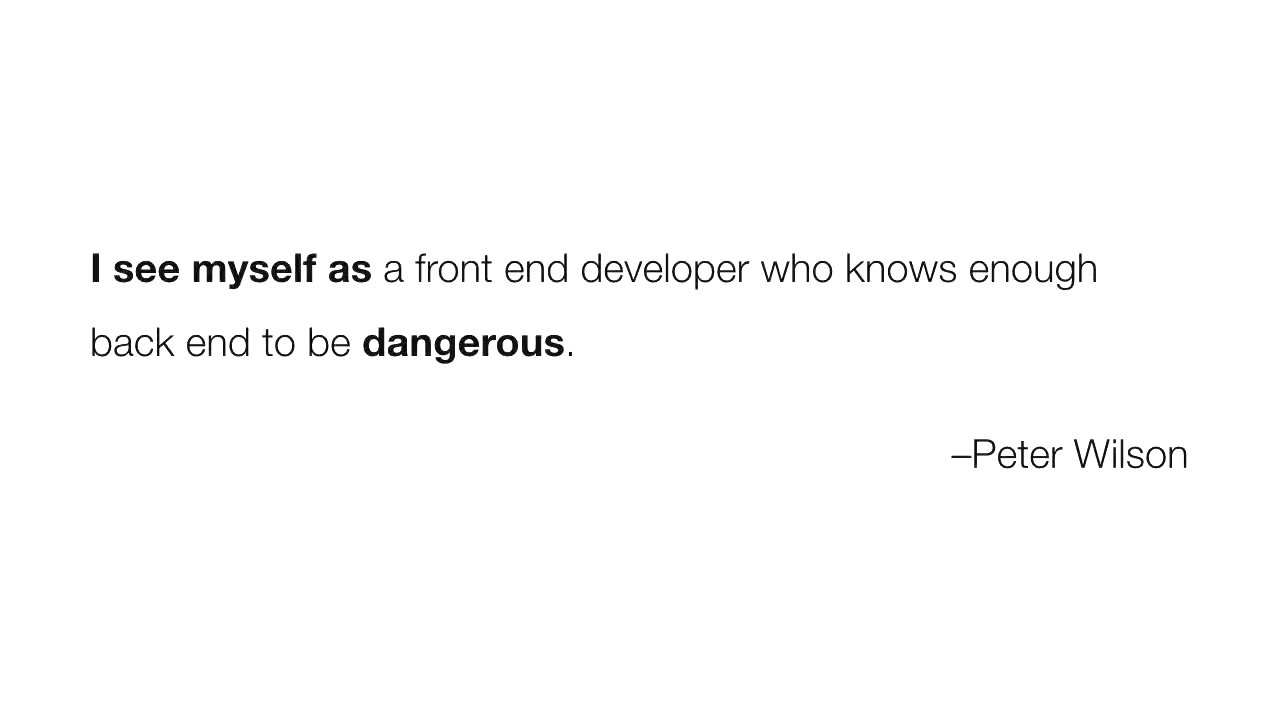 I see myself as a front end developer who knows enough
back end to be dangerous.
–Peter Wilson